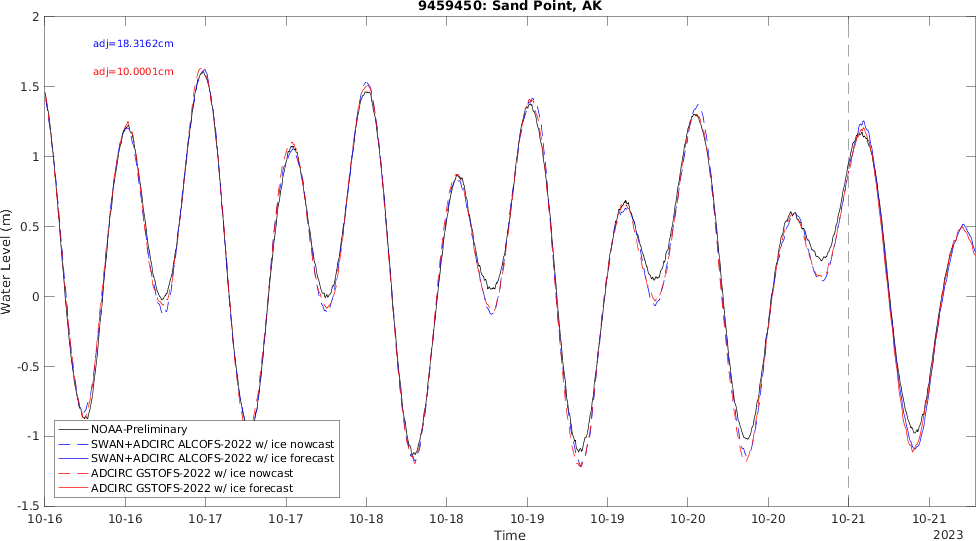 9459450: Sand Point, AK
adj=18.3162cm
adj=10.0001cm
Water Level (m)
2
1.5
1
0.5
0
-0.5
-1
-1.5
NOAA-Preliminary
SWAN+ADCIRC ALCOFS-2022 w/ ice nowcast
SWAN+ADCIRC ALCOFS-2022 w/ ice forecast
ADCIRC GSTOFS-2022 w/ ice nowcast
ADCIRC GSTOFS-2022 w/ ice forecast
10-16 10-16 10-17 10-17 10-18 10-18 10-19 10-19 10-20 10-20 10-21 10-21
Time
2023